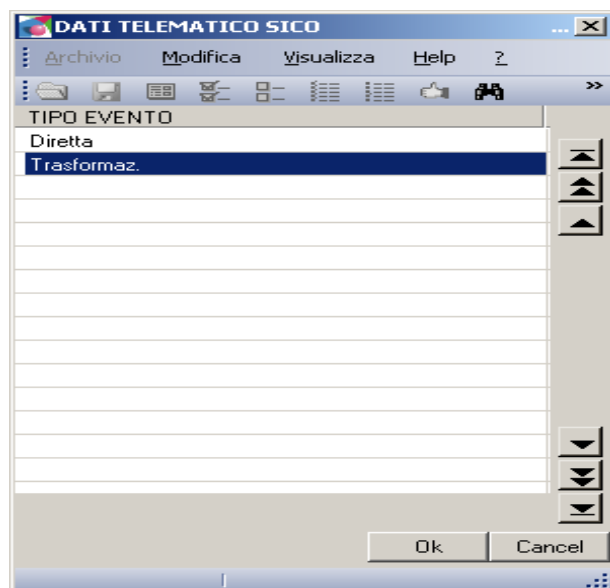 DATI TELEMATICO SICO ...
Archivio Modifica Visualizza Help ?
TIPO EVENTO
Diretta
Trasformaz.
Ok Cancel